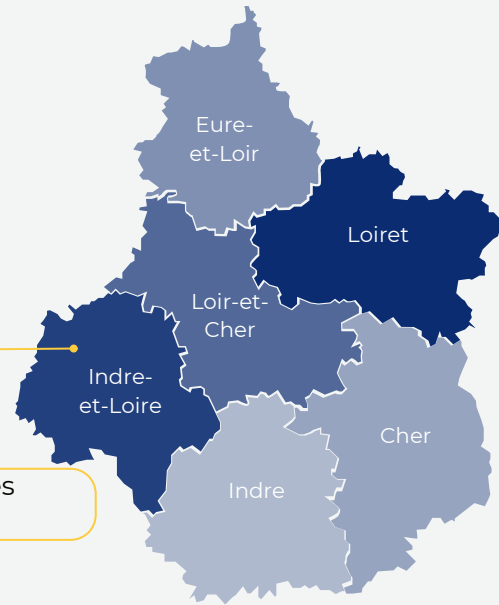 Eure-
et-Loir
Loiret
Loir-et-
Cher
Indre-
et-Loire
Cher
Indre